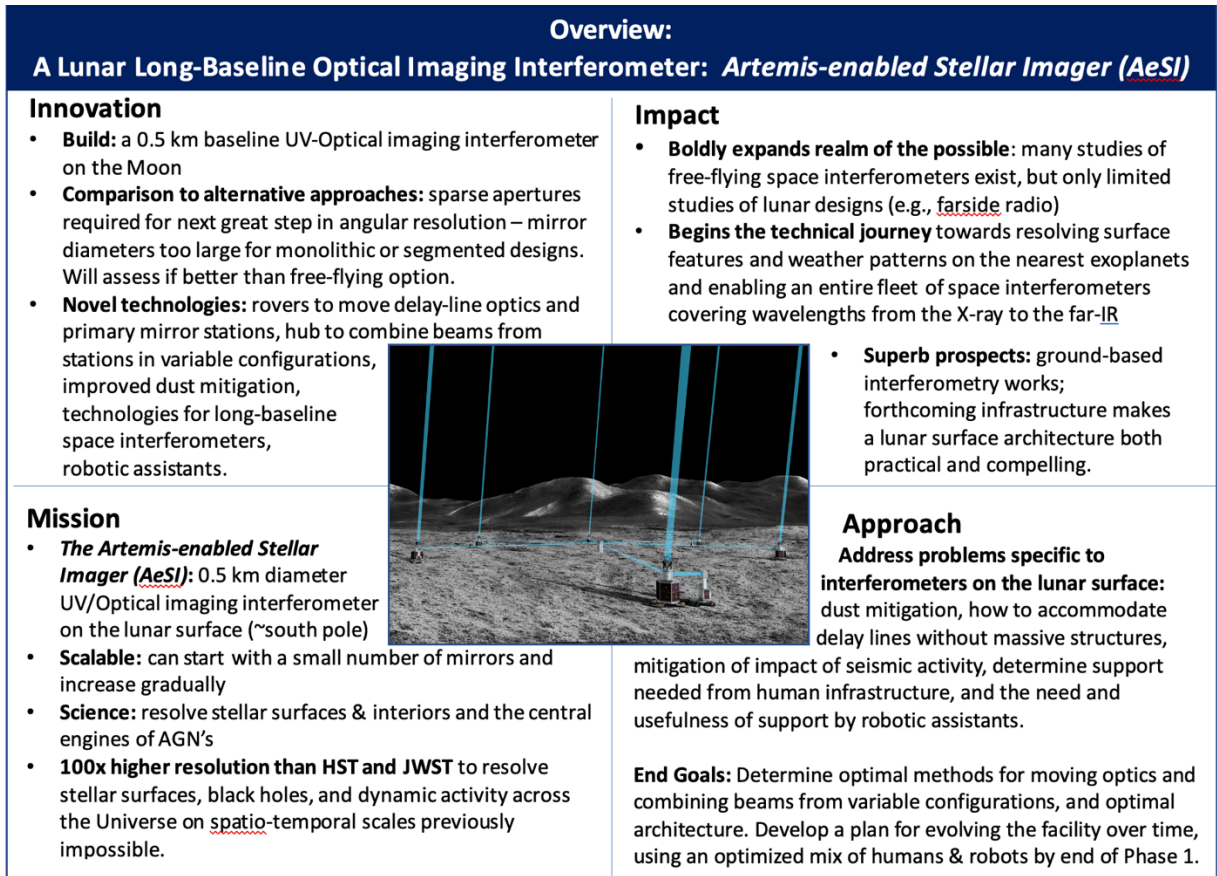 Overview:
A Lunar Long-Baseline Optical Imaging Interferometer: Artemis-enabled Stellar Imager (AeSI)
Innovation
• Build: a 0.5 km baseline UV-Optical imaging interferometer
on the Moon
• Comparison to alternative approaches: sparse apertures
required for next great step in angular resolution – mirror
diameters too large for monolithic or segmented designs.
Will assess if better than free-flying option.
• Novel technologies: rovers to move delay-line optics and
primary mirror stations, hub to combine beams from
stations in variable configurations,
improved dust mitigation,
technologies for long-baseline
space interferometers,
robotic assistants.
Impact
• Boldly expands realm of the possible: many studies of
free-flying space interferometers exist, but only limited
studies of lunar designs (e.g., farside radio)
• Begins the technical journey towards resolving surface
features and weather patterns on the nearest exoplanets
and enabling an entire fleet of space interferometers
covering wavelengths from the X-ray to the far-IR
• Superb prospects: ground-based
interferometry works;
forthcoming infrastructure makes
a lunar surface architecture both
practical and compelling.
Mission
• The Artemis-enabled Stellar
Imager (AeSI): 0.5 km diameter
UV/Optical imaging interferometer
on the lunar surface (~south pole)
• Scalable: can start with a small number of mirrors and
increase gradually
• Science: resolve stellar surfaces & interiors and the central
engines of AGN's
• 100x higher resolution than HST and JWST to resolve
stellar surfaces, black holes, and dynamic activity across
the Universe on spatio-temporal scales previously
impossible.
Approach
Address problems specific to
interferometers on the lunar surface:
dust mitigation, how to accommodate
delay lines without massive structures,
mitigation of impact of seismic activity, determine support
needed from human infrastructure, and the need and
usefulness of support by robotic assistants.
End Goals: Determine optimal methods for moving optics and
combining beams from variable configurations, and optimal
architecture. Develop a plan for evolving the facility over time,
using an optimized mix of humans & robots by end of Phase 1.